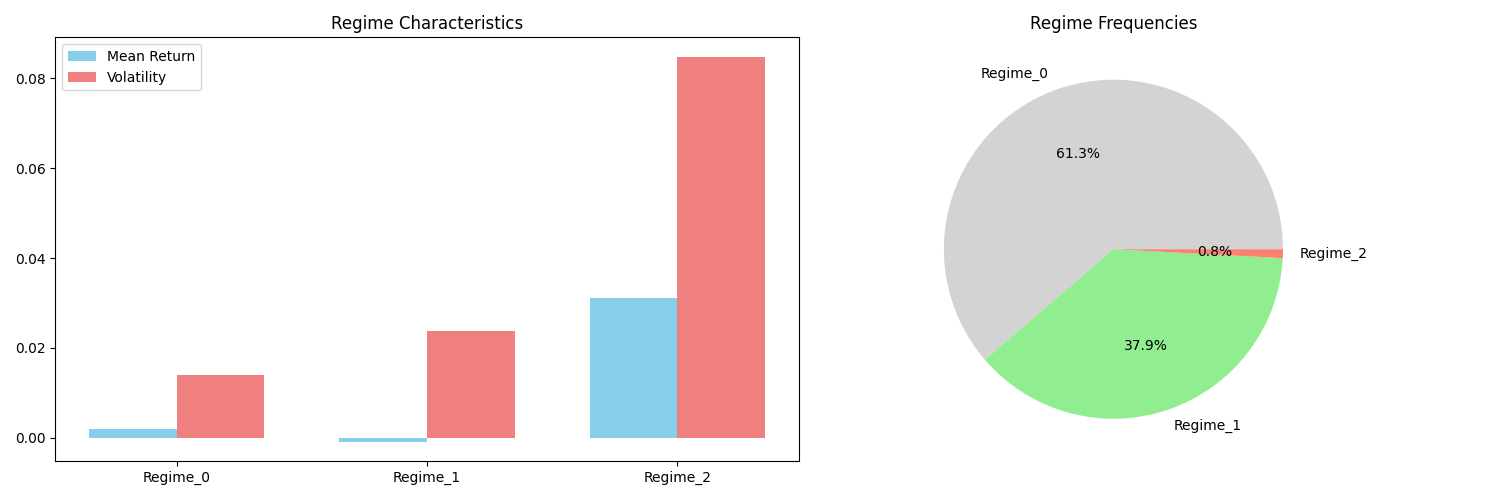 Regime Characteristics
Mean Return
Volatility
0.08
0.06
0.04
0.02
0.00
Regime_0
Regime_1
Regime_2
Regime Frequencies
Regime_0
61.3%
0.8%
Regime_2
37.9%
Regime_1